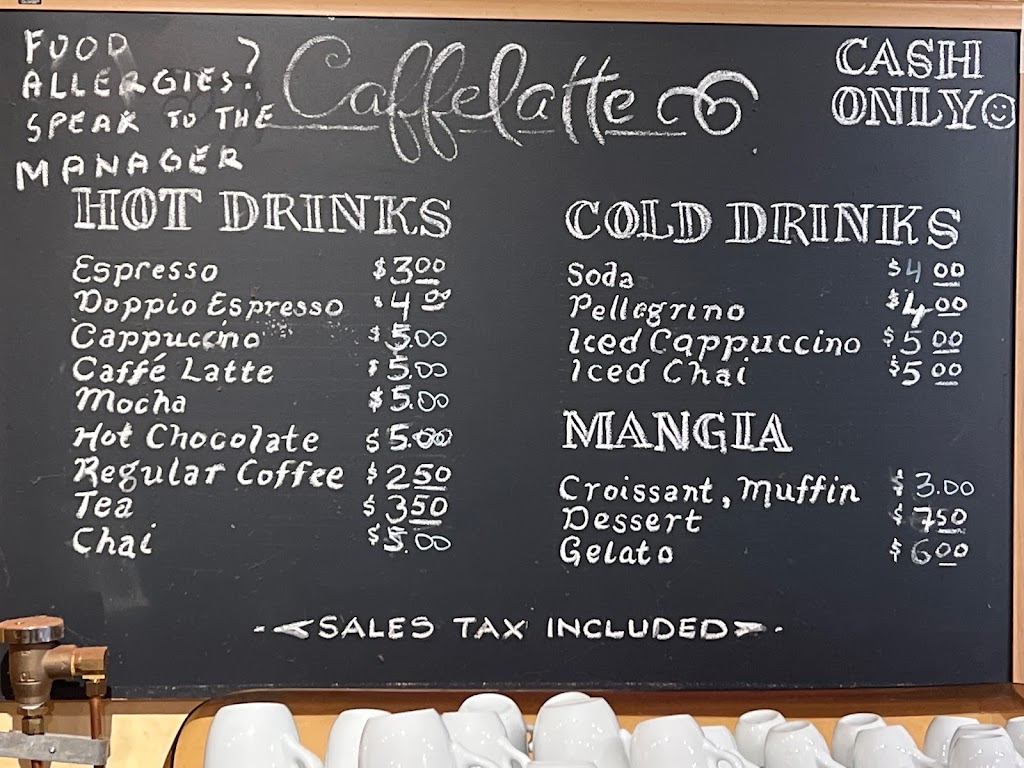 FOOD
ALLERGIES?
SPEAK TO THE
MANAGER
Caffelatte
CASH
ONLY
HOT DRINKS
Espresso $3.00
Doppio Espresso $4.00
Cappuccino $5.00
Caffé Latte $5.00
Mocha $5.00
Hot Chocolate $5.00
Regular Coffee $2.50
Tea $3.50
Chai $5.00
COLD DRINKS
Soda $4.00
Pellegrino $4.00
Iced Cappuccino $5.00
Iced Chai $5.00
MANGIA
Croissant, Muffin $3.00
Dessert $7.50
Gelato $6.00
SALES TAX INCLUDED